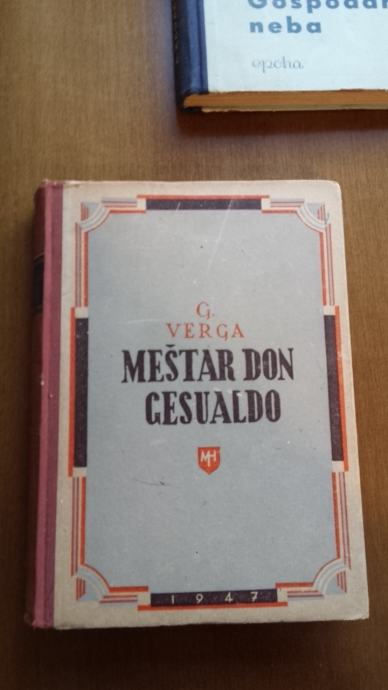 Gospodar
neba
epoha
G.
VERGA
MEŠTAR DON
GESUALDO
MH
1947